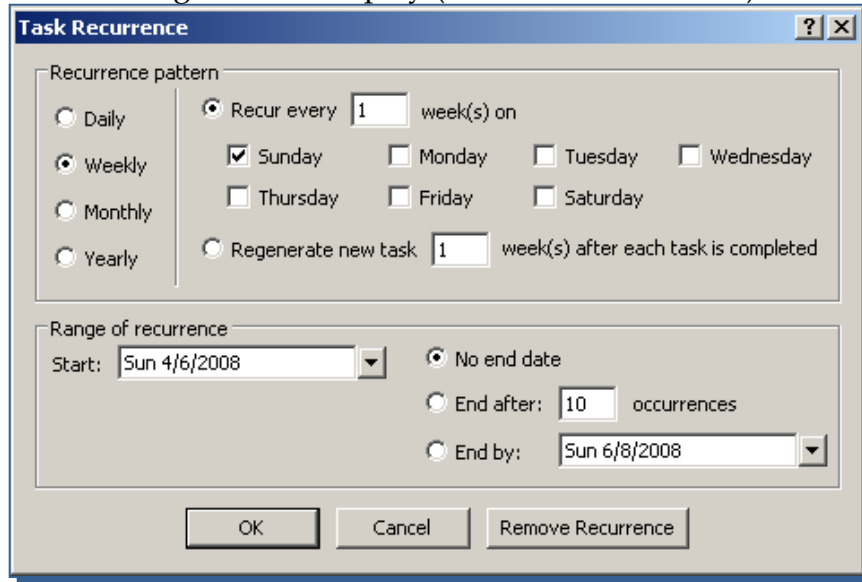 Task Recurrence
Recurrence pattern
Daily
Weekly
Monthly
Yearly
Recur every 1 week(s) on
Sunday Monday Tuesday Wednesday
Thursday Friday Saturday
Regenerate new task 1 week(s) after each task is completed
Range of recurrence
Start: Sun 4/6/2008
No end date
End after: 10 occurrences
End by: Sun 6/8/2008
OK Cancel Remove Recurrence